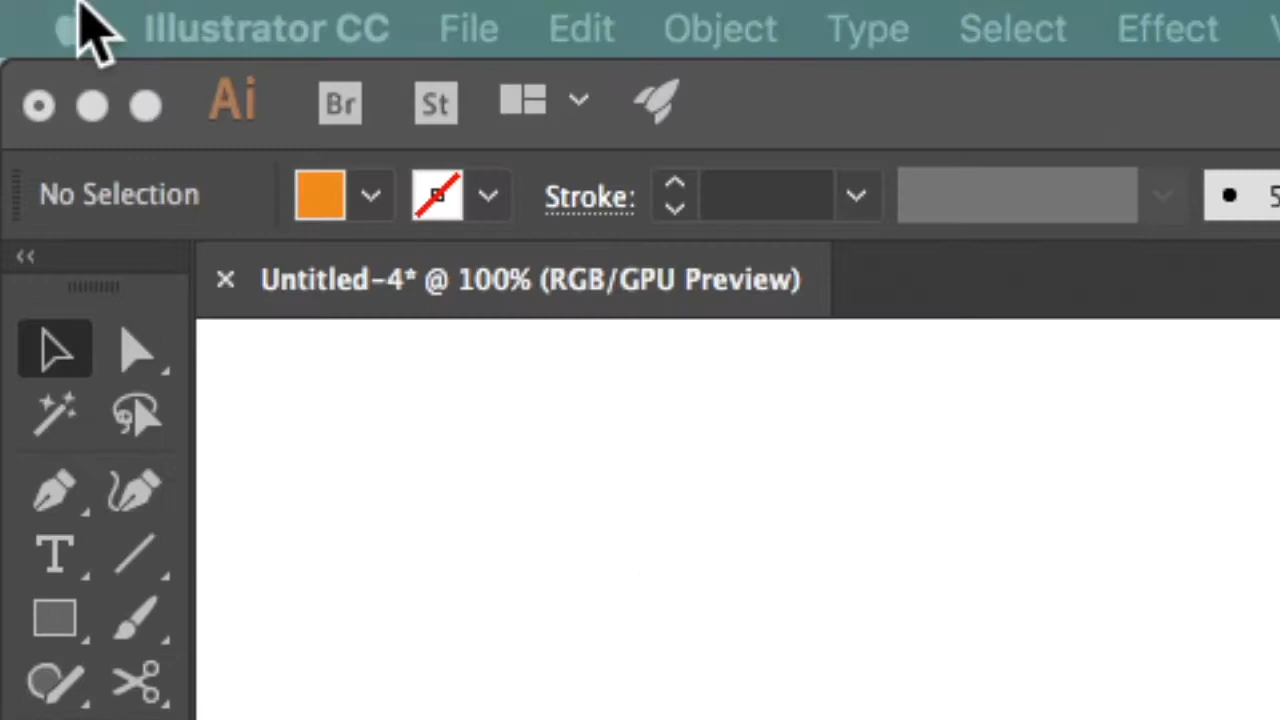 Illustrator CC File Edit Object Type Select Effect
Ai Br St
No Selection Stroke: 5
× Untitled-4* @ 100% (RGB/GPU Preview)